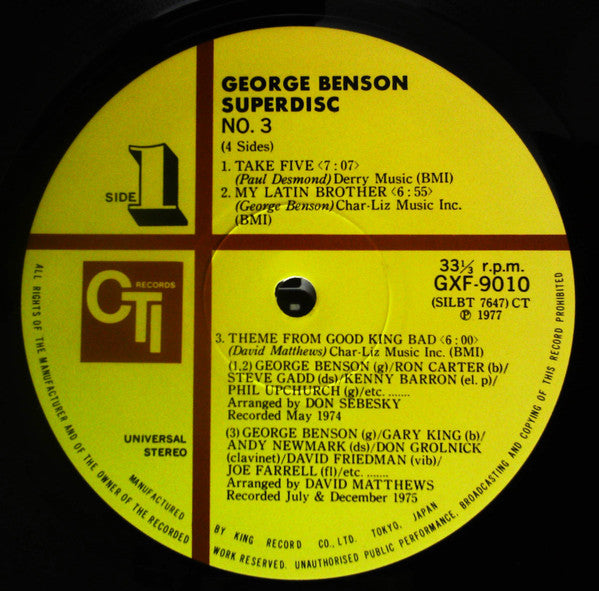 GEORGE BENSON
SUPERDISC
NO. 3
(4 Sides)
SIDE 1
1. TAKE FIVE <7 : 07>
(Paul Desmond) Derry Music (BMI)
2. MY LATIN BROTHER <6 : 55>
(George Benson) Char-Liz Music Inc.
(BMI)
CTI
RECORDS
33⅓ r.p.m.
GXF-9010
(SILBT 7647) CT
Ⓟ 1977
3. THEME FROM GOOD KING BAD <6 : 00>
(David Matthews) Char-Liz Music Inc. (BMI)
(1,2) GEORGE BENSON (g)/RON CARTER (b)/
STEVE GADD (ds)/KENNY BARRON (el. p)/
PHIL UPCHURCH (g)/etc. .......
Arranged by DON SEBESKY
Recorded May 1974
(3) GEORGE BENSON (g)/GARY KING (b)/
ANDY NEWMARK (ds)/DON GROLNICK
(clavinet)/DAVID FRIEDMAN (vib)/
JOE FARRELL (fl)/etc. .......
Arranged by DAVID MATTHEWS
Recorded July & December 1975
UNIVERSAL
STEREO
MANUFACTURED BY KING RECORD CO., LTD. TOKYO, JAPAN
ALL RIGHTS OF THE MANUFACTURER AND OF THE OWNER OF THE RECORDED WORK RESERVED. UNAUTHORISED PUBLIC PERFORMANCE, BROADCASTING AND COPYING OF THIS RECORD PROHIBITED